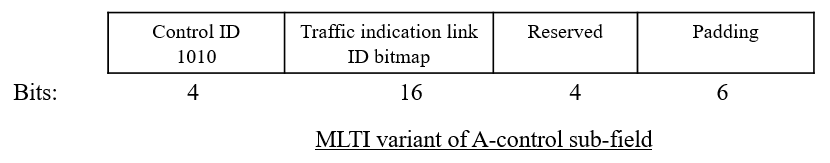 Control ID
1010
Traffic indication link
ID bitmap
Reserved
Padding
Bits:
4
16
4
6
MLTI variant of A-control sub-field